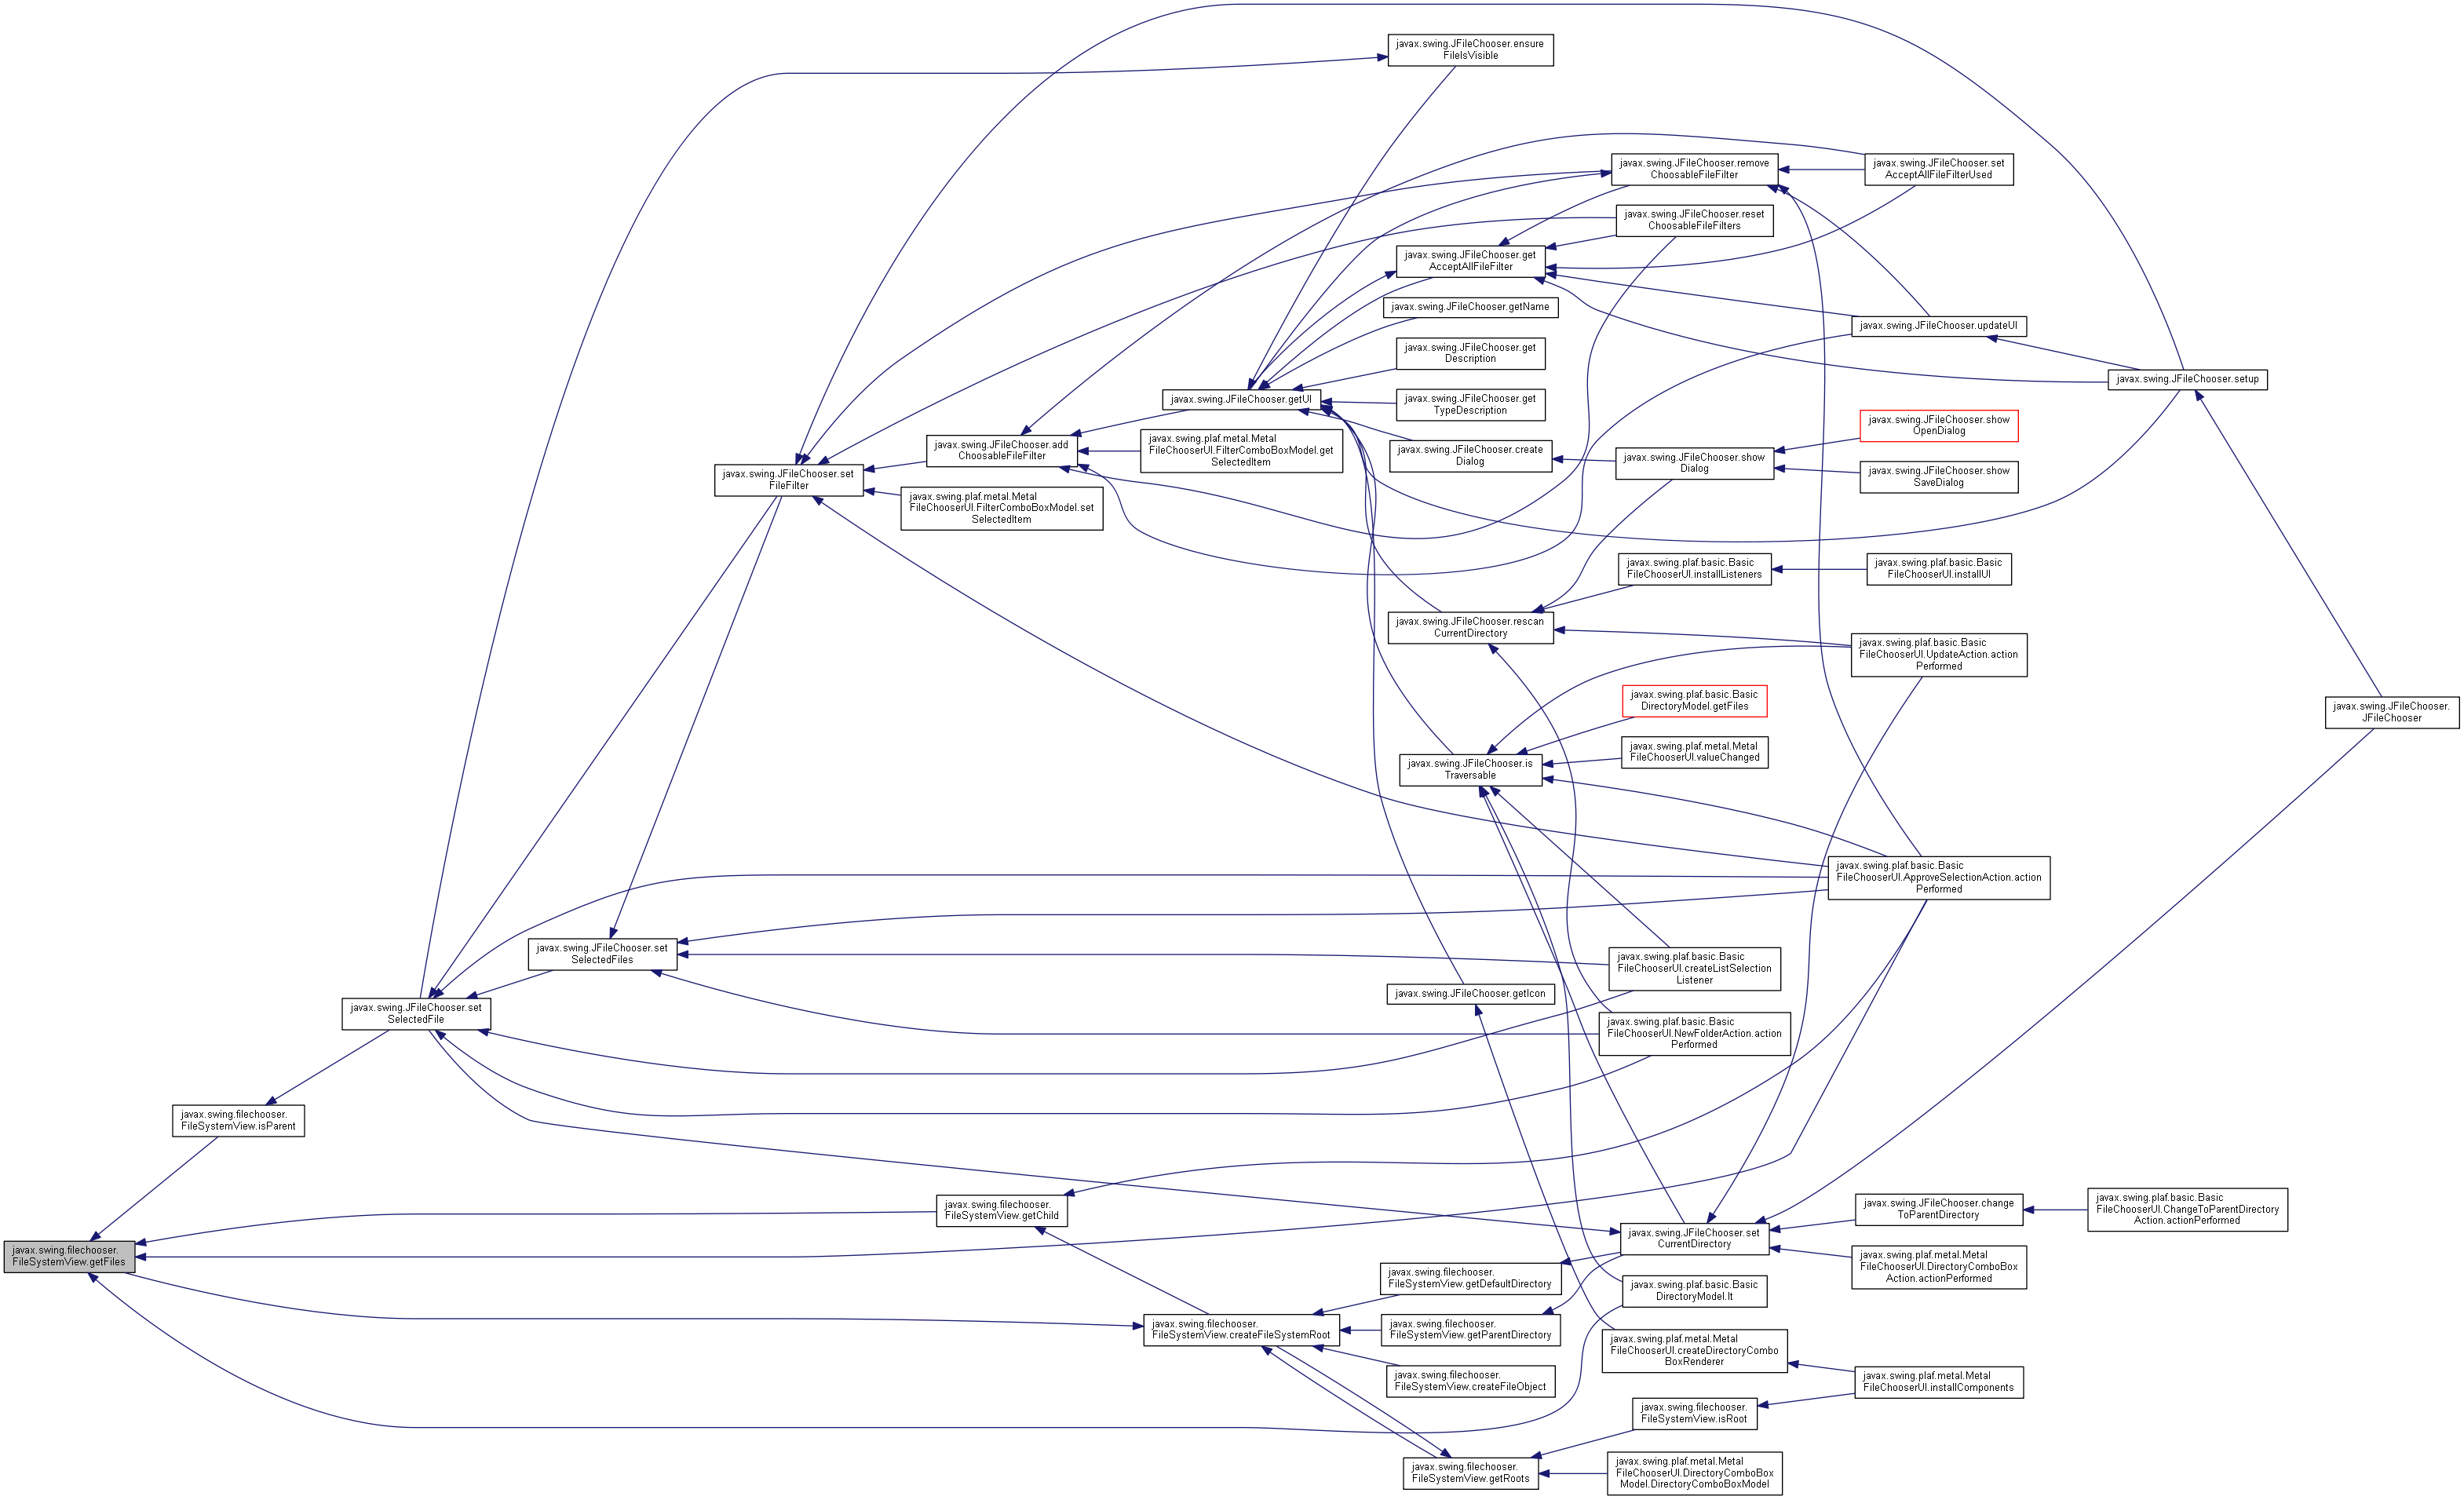 javax.swing.JFileChooser.ensure
FileIsVisible
javax.swing.JFileChooser.remove
ChoosableFileFilter
javax.swing.JFileChooser.set
AcceptAllFileFilterUsed
javax.swing.JFileChooser.reset
ChoosableFileFilters
javax.swing.JFileChooser.get
AcceptAllFileFilter
javax.swing.JFileChooser.getName
javax.swing.JFileChooser.updateUI
javax.swing.JFileChooser.get
Description
javax.swing.JFileChooser.setup
javax.swing.JFileChooser.getUI
javax.swing.JFileChooser.get
TypeDescription
javax.swing.JFileChooser.show
OpenDialog
javax.swing.JFileChooser.add
ChoosableFileFilter
javax.swing.plaf.metal.Metal
FileChooserUI.FilterComboBoxModel.get
SelectedItem
javax.swing.JFileChooser.create
Dialog
javax.swing.JFileChooser.show
Dialog
javax.swing.JFileChooser.show
SaveDialog
javax.swing.JFileChooser.set
FileFilter
javax.swing.plaf.metal.Metal
FileChooserUI.FilterComboBoxModel.set
SelectedItem
javax.swing.plaf.basic.Basic
FileChooserUI.installListeners
javax.swing.plaf.basic.Basic
FileChooserUI.installUI
javax.swing.JFileChooser.rescan
CurrentDirectory
javax.swing.plaf.basic.Basic
FileChooserUI.UpdateAction.action
Performed
javax.swing.plaf.basic.Basic
DirectoryModel.getFiles
javax.swing.JFileChooser.
JFileChooser
javax.swing.plaf.metal.Metal
FileChooserUI.valueChanged
javax.swing.JFileChooser.is
Traversable
javax.swing.plaf.basic.Basic
FileChooserUI.ApproveSelectionAction.action
Performed
javax.swing.JFileChooser.set
SelectedFiles
javax.swing.plaf.basic.Basic
FileChooserUI.createListSelection
Listener
javax.swing.JFileChooser.getIcon
javax.swing.JFileChooser.set
SelectedFile
javax.swing.plaf.basic.Basic
FileChooserUI.NewFolderAction.action
Performed
javax.swing.filechooser.
FileSystemView.isParent
javax.swing.filechooser.
FileSystemView.getChild
javax.swing.JFileChooser.change
ToParentDirectory
javax.swing.plaf.basic.Basic
FileChooserUI.ChangeToParentDirectory
Action.actionPerformed
javax.swing.JFileChooser.set
CurrentDirectory
javax.swing.filechooser.
FileSystemView.getFiles
javax.swing.plaf.metal.Metal
FileChooserUI.DirectoryComboBox
Action.actionPerformed
javax.swing.filechooser.
FileSystemView.getDefaultDirectory
javax.swing.plaf.basic.Basic
DirectoryModel.lt
javax.swing.filechooser.
FileSystemView.createFileSystemRoot
javax.swing.filechooser.
FileSystemView.getParentDirectory
javax.swing.plaf.metal.Metal
FileChooserUI.createDirectoryCombo
BoxRenderer
javax.swing.filechooser.
FileSystemView.createFileObject
javax.swing.plaf.metal.Metal
FileChooserUI.installComponents
javax.swing.filechooser.
FileSystemView.isRoot
javax.swing.filechooser.
FileSystemView.getRoots
javax.swing.plaf.metal.Metal
FileChooserUI.DirectoryComboBox
Model.DirectoryComboBoxModel